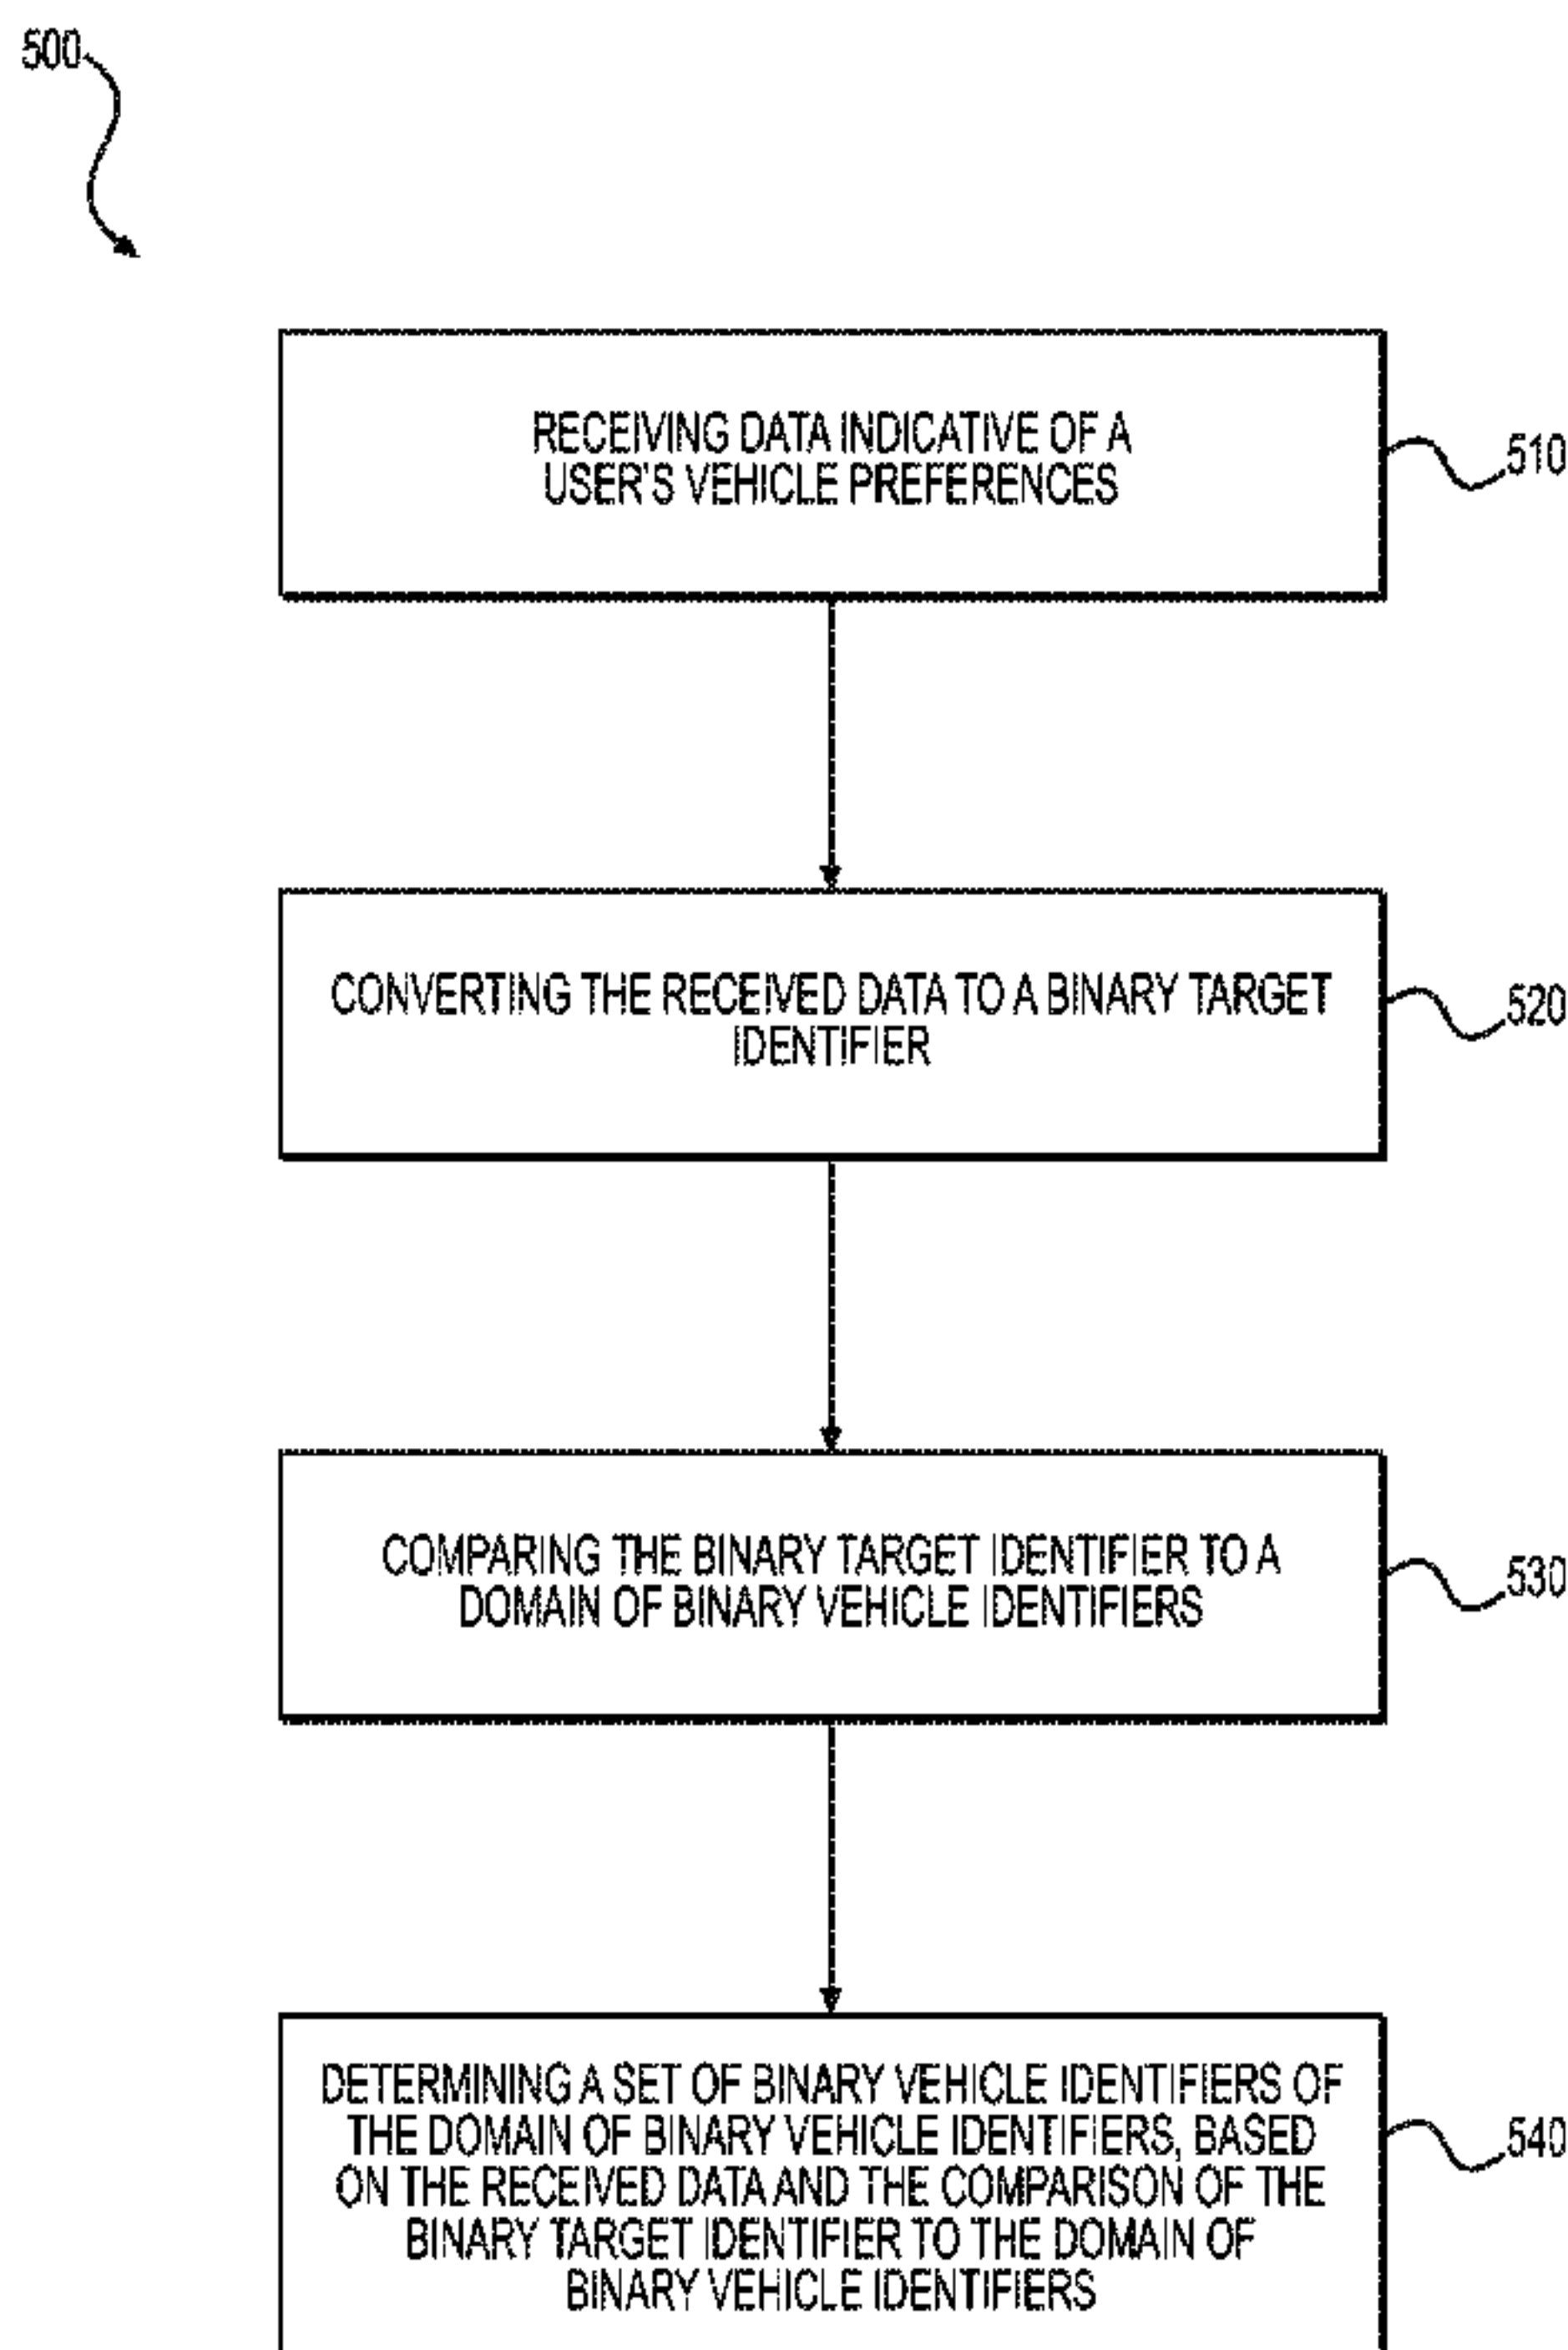 500
RECEIVING DATA INDICATIVE OF A
USER'S VEHICLE PREFERENCES
510
CONVERTING THE RECEIVED DATA TO A BINARY TARGET
IDENTIFIER
520
COMPARING THE BINARY TARGET IDENTIFIER TO A
DOMAIN OF BINARY VEHICLE IDENTIFIERS
530
DETERMINING A SET OF BINARY VEHICLE IDENTIFIERS OF
THE DOMAIN OF BINARY VEHICLE IDENTIFIERS, BASED
ON THE RECEIVED DATA AND THE COMPARISON OF THE
BINARY TARGET IDENTIFIER TO THE DOMAIN OF
BINARY VEHICLE IDENTIFIERS
540